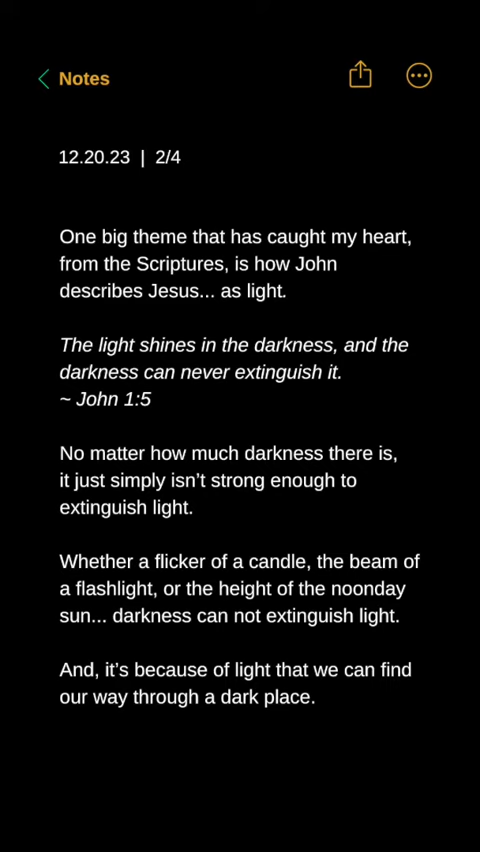 Notes
12.20.23 | 2/4
One big theme that has caught my heart,
from the Scriptures, is how John
describes Jesus... as light.
The light shines in the darkness, and the
darkness can never extinguish it.
~ John 1:5
No matter how much darkness there is,
it just simply isn’t strong enough to
extinguish light.
Whether a flicker of a candle, the beam of
a flashlight, or the height of the noonday
sun... darkness can not extinguish light.
And, it’s because of light that we can find
our way through a dark place.